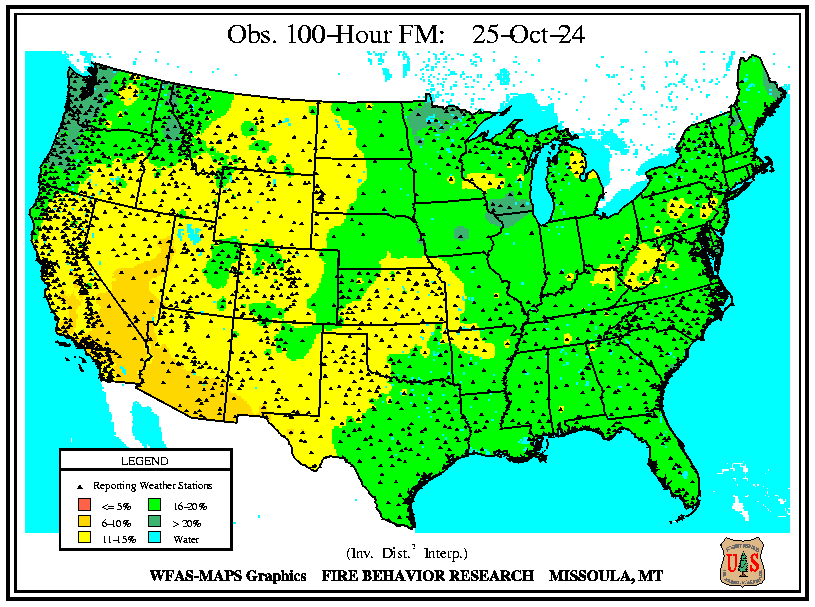 Obs. 100-Hour FM: 25-Oct-24
LEGEND
Reporting Weather Stations
<= 5% 16-20%
6-10% > 20%
11-15% Water
(Inv. Dist.² Interp.)
WFAS-MAPS Graphics FIRE BEHAVIOR RESEARCH MISSOULA, MT
U S